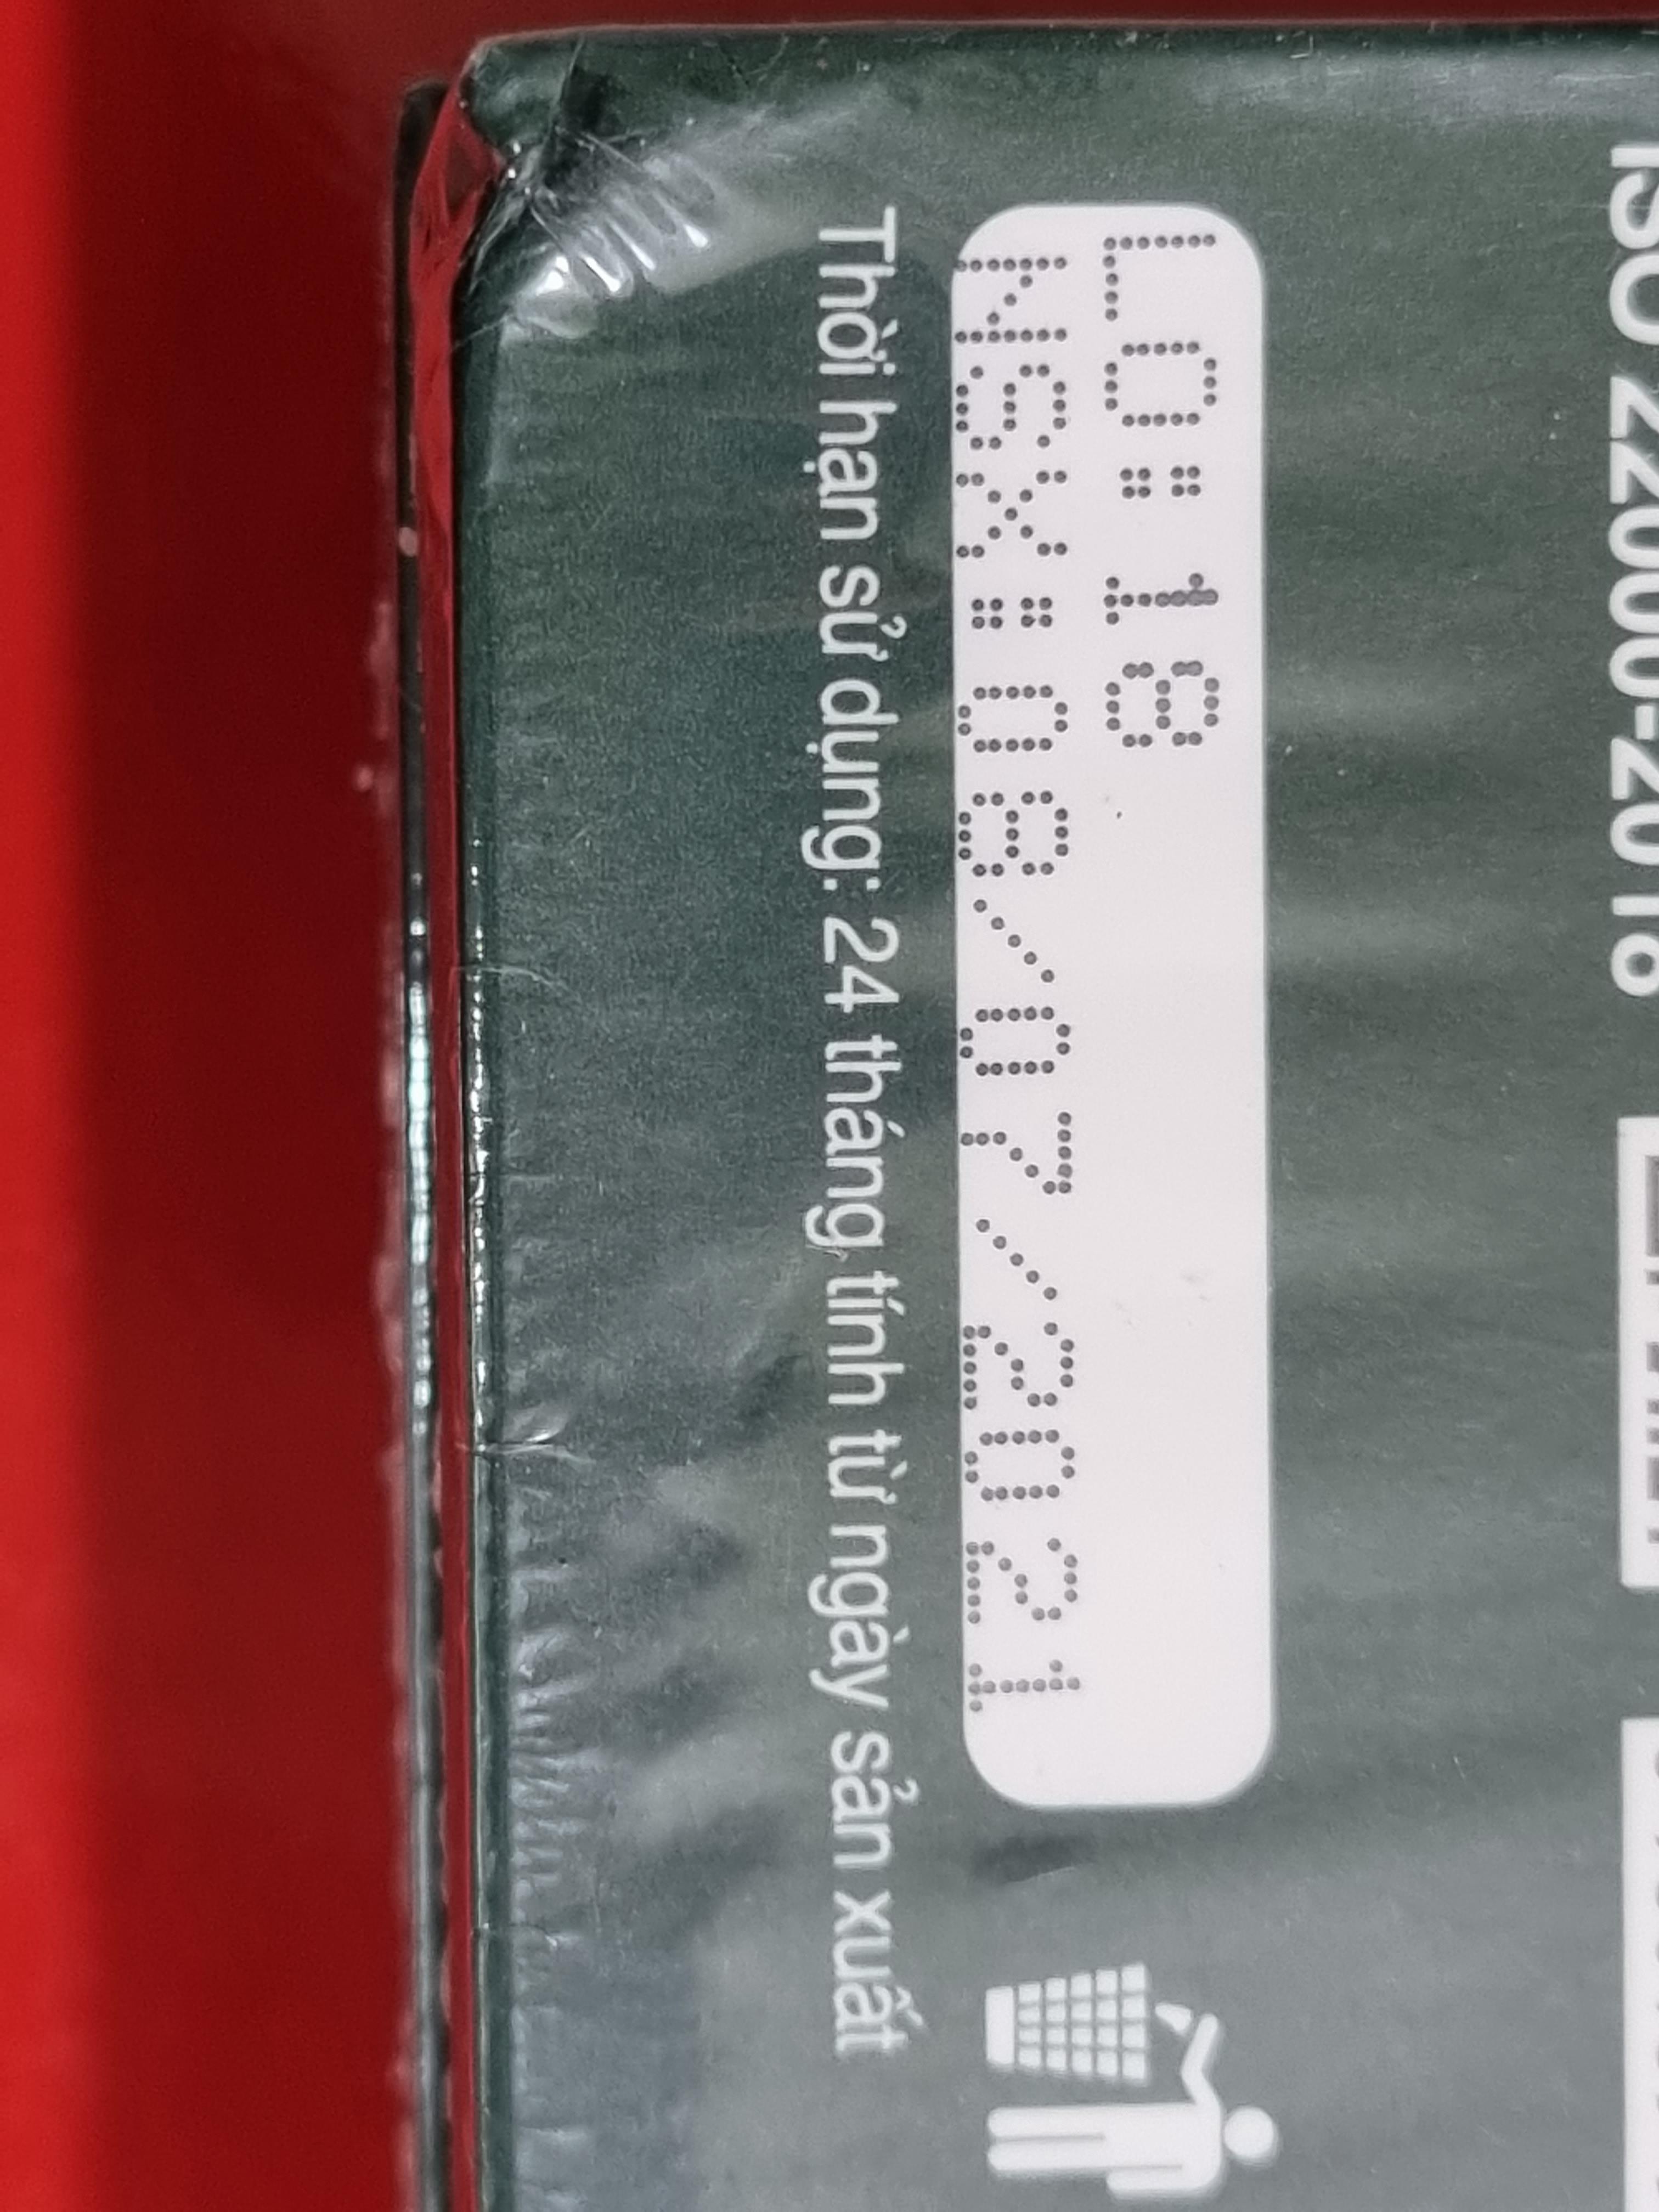 ISO 22000-2018
LO: 18
NSX: 08/07/2021
Thời hạn sử dụng: 24 tháng tính từ ngày sản xuất